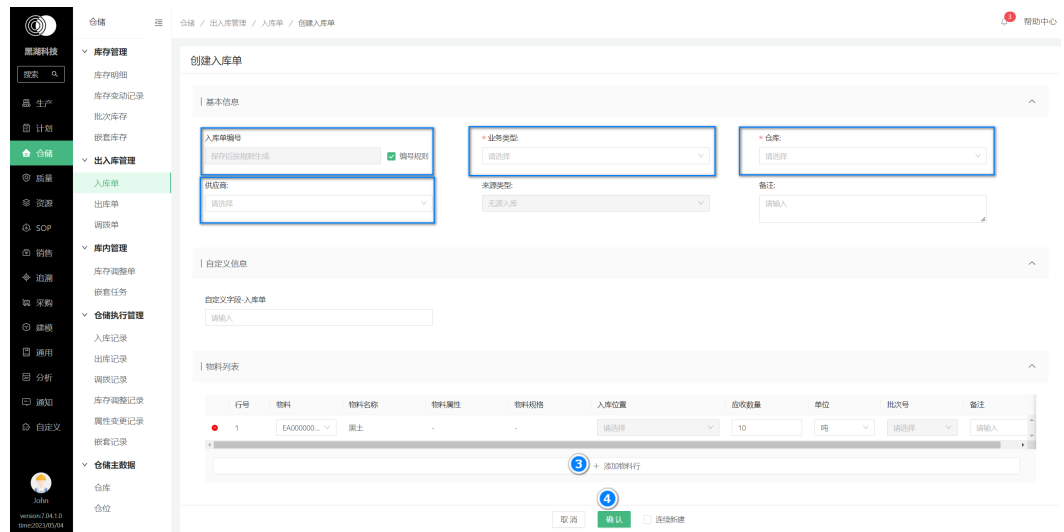 黑湖科技
搜索
生产
计划
仓储
质量
资源
SOP
销售
追溯
采购
建模
通用
分析
通知
自定义
John
version:7.04.1.0
time:2023/05/04
仓储
库存管理
库存明细
库存变动记录
批次库存
嵌套库存
出入库管理
入库单
出库单
调拨单
库内管理
库存调整单
嵌套任务
仓储执行管理
入库记录
出库记录
调拨记录
库存调整记录
属性变更记录
嵌套记录
仓储主数据
仓库
仓位
仓储 / 出入库管理 / 入库单 / 创建入库单
3 帮助中心
创建入库单
基本信息
入库单编号 * 业务类型: * 仓库:
保存后按规则生成 编号规则 请选择 请选择
供应商: 来源类型: 备注:
请选择 无源入库 请输入
自定义信息
自定义字段-入库单
请输入
物料列表
行号 物料 物料名称 物料属性 物料规格 入库位置 应收数量 单位 批次号 备注
1 EA000000... 黑土 - - 请选择 10 吨 请选择 请输入
3 + 添加物料行
4
取消 确认 连续新建